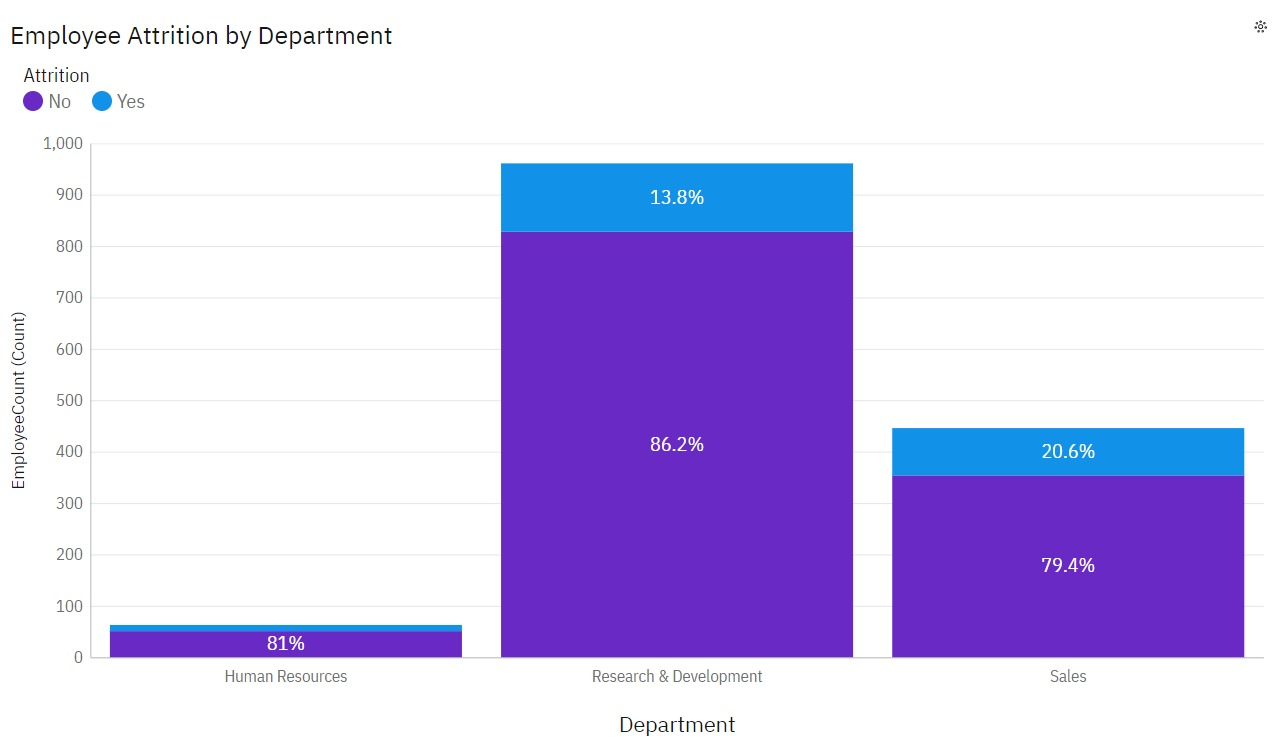 Employee Attrition by Department
Attrition
No Yes
1,000
900
800
700
600
500
400
300
200
100
0
EmployeeCount (Count)
13.8%
86.2%
20.6%
79.4%
81%
Human Resources Research & Development Sales
Department